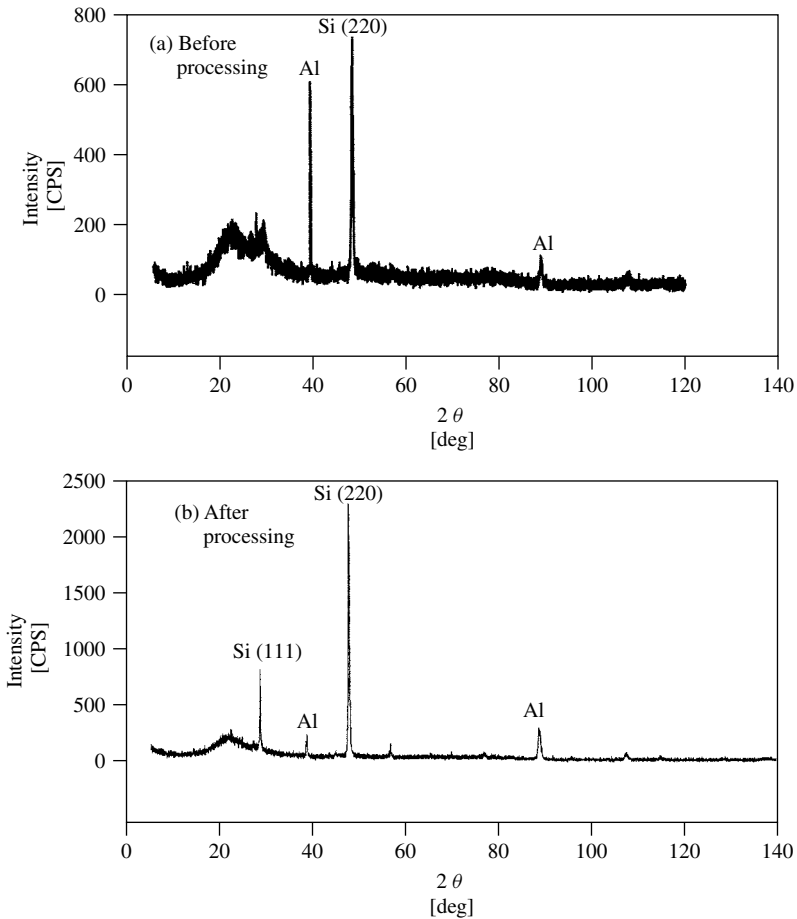 800
600
400
200
0
Intensity
[CPS]
(a) Before
processing
Al
Si (220)
Al
0
20
40
60
80
100
120
140
2 θ
[deg]
2500
2000
1500
1000
500
0
Intensity
[CPS]
(b) After
processing
Si (111)
Al
Si (220)
Al
0
20
40
60
80
100
120
140
2 θ
[deg]